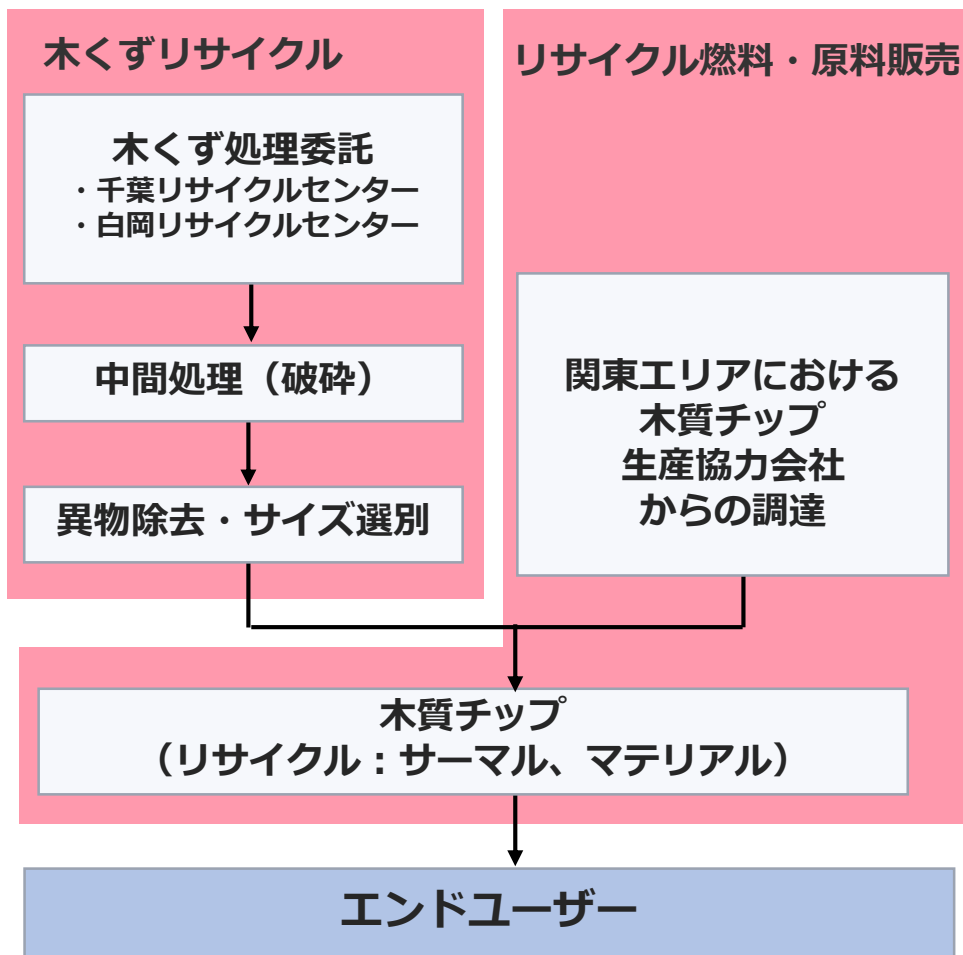 木くずリサイクル
木くず処理委託
・千葉リサイクルセンター
・白岡リサイクルセンター
中間処理（破砕）
異物除去・サイズ選別
リサイクル燃料・原料販売
関東エリアにおける
木質チップ
生産協力会社
からの調達
木質チップ
（リサイクル：サーマル、マテリアル）
エンドユーザー